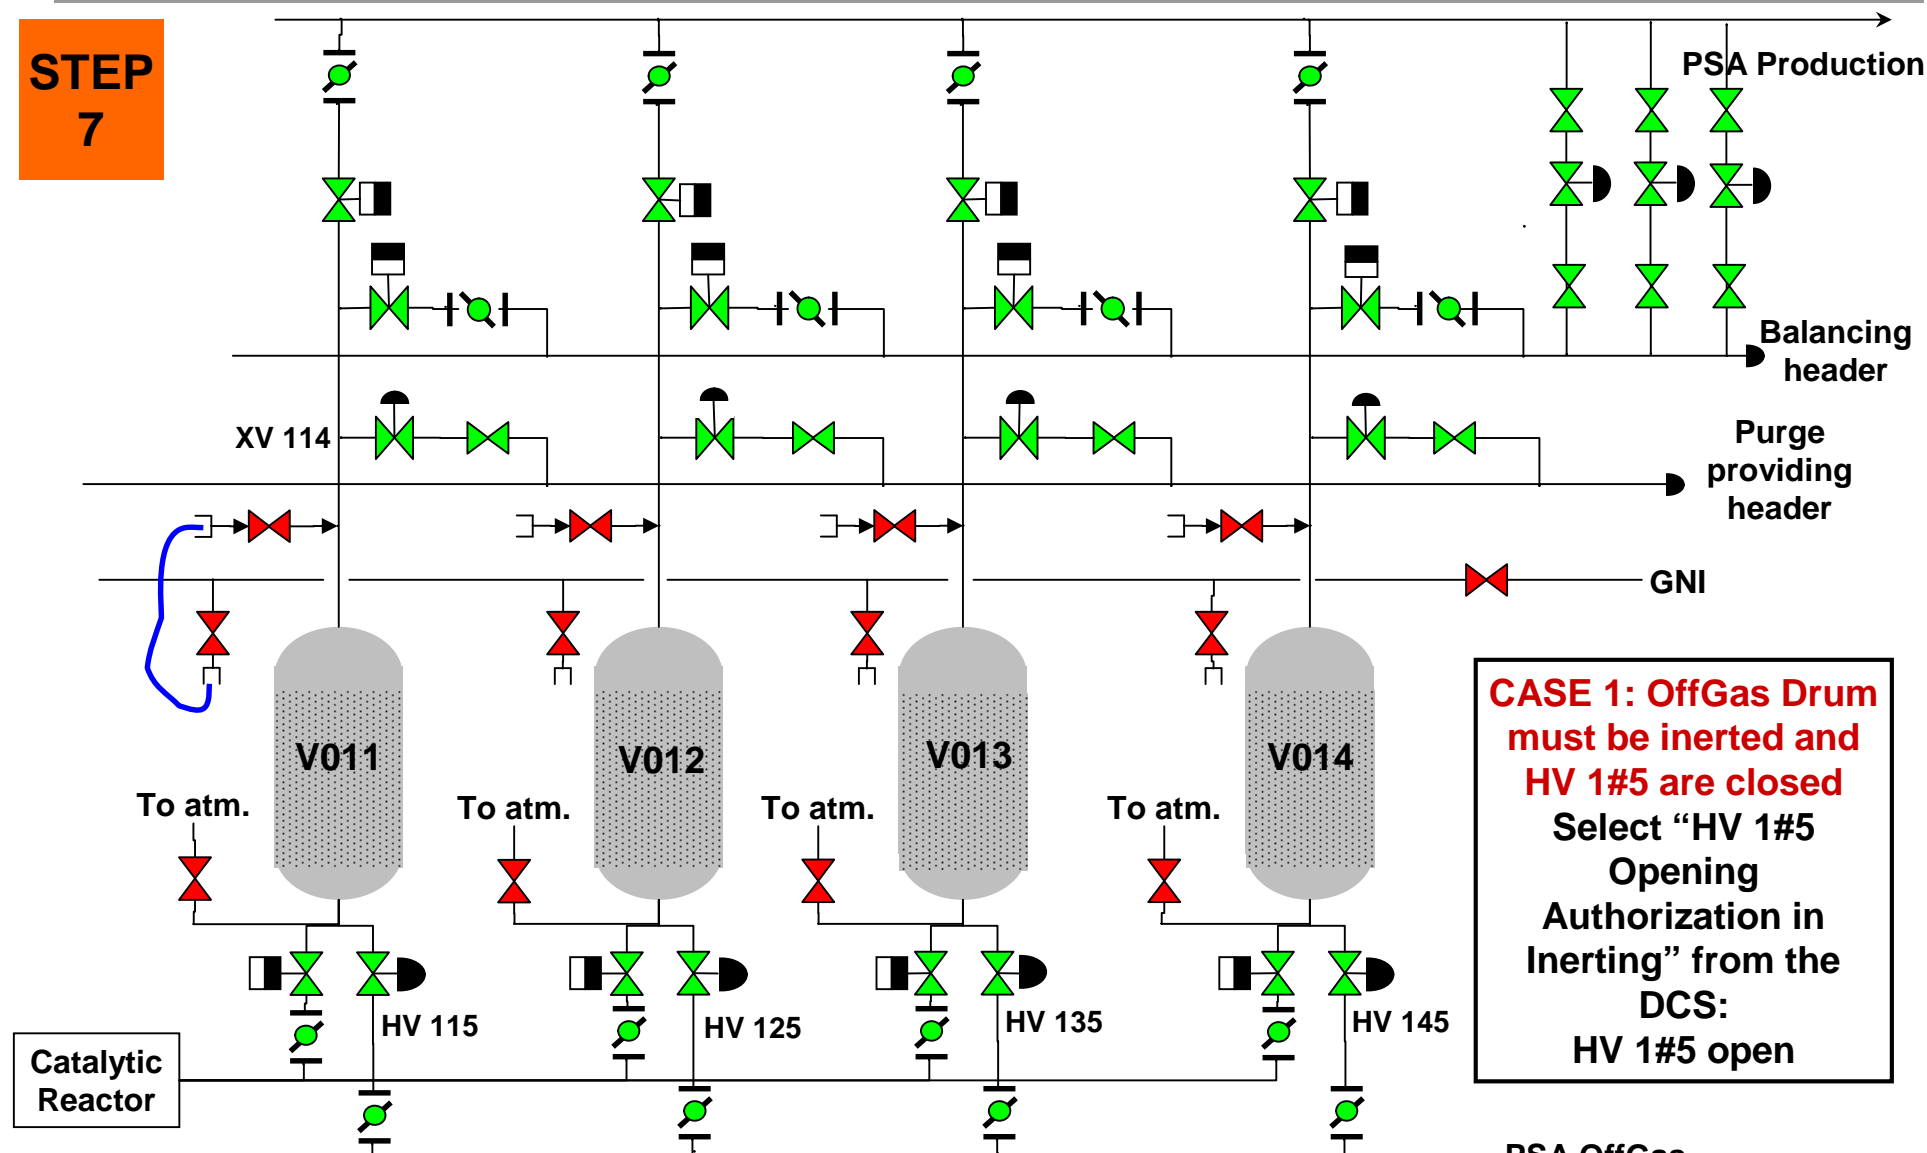 STEP
7
PSA Production
Balancing
header
XV 114
Purge
providing
header
GNI
V011
V012
V013
V014
To atm.
To atm.
To atm.
To atm.
HV 115
HV 125
HV 135
HV 145
Catalytic
Reactor
CASE 1: OffGas Drum
must be inerted and
HV 1#5 are closed
Select “HV 1#5
Opening
Authorization in
Inerting” from the
DCS:
HV 1#5 open
PSA OffGas